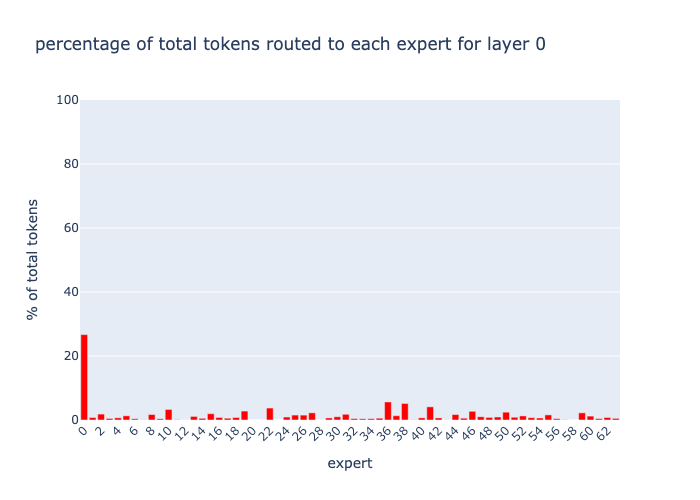 percentage of total tokens routed to each expert for layer 0
100
80
60
40
20
0
% of total tokens
0 2 4 6 8 10 12 14 16 18 20 22 24 26 28 30 32 34 36 38 40 42 44 46 48 50 52 54 56 58 60 62
expert